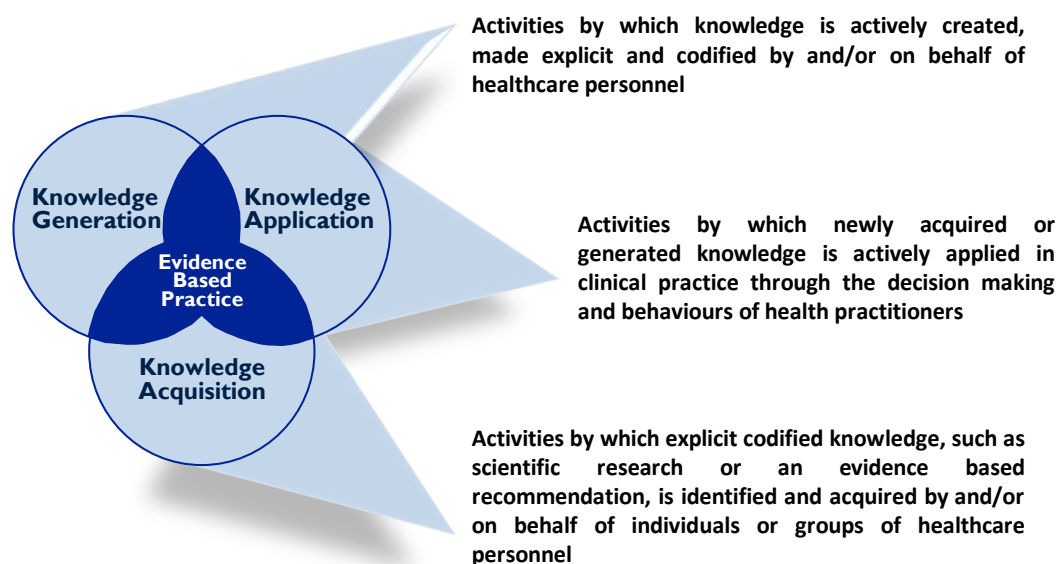 Activities by which knowledge is actively created,
made explicit and codified by and/or on behalf of
healthcare personnel
Knowledge
Generation
Knowledge
Application
Evidence
Based
Practice
Activities by which newly acquired or
generated knowledge is actively applied in
clinical practice through the decision making
and behaviours of health practitioners
Knowledge
Acquisition
Activities by which explicit codified knowledge, such as
scientific research or an evidence based
recommendation, is identified and acquired by and/or
on behalf of individuals or groups of healthcare
personnel